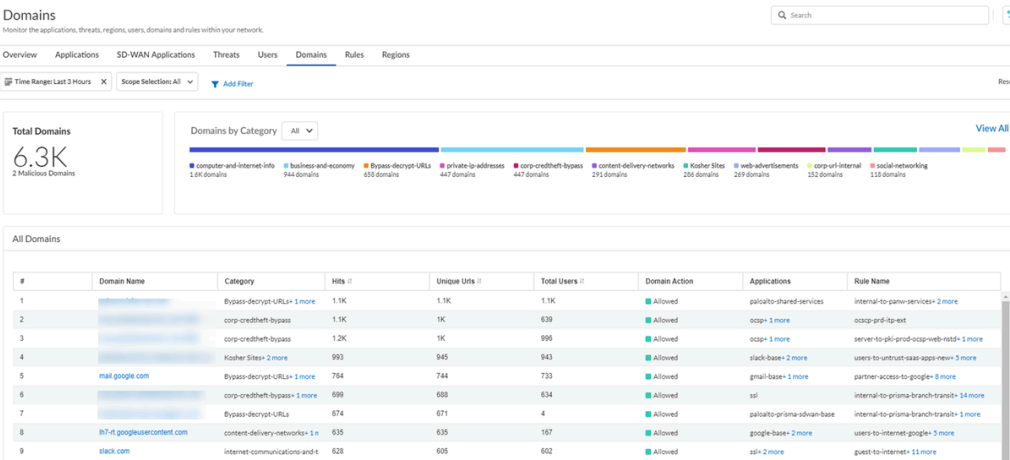 Domains
Search
Monitor the applications, threats, regions, users, domains and rules within your network.
Overview Applications SD-WAN Applications Threats Users Domains Rules Regions
Time Range: Last 3 Hours X Scope Selection: All Add Filter
Total Domains
6.3K
2 Malicious Domains
Domains by Category All View All
computer-and-internet-info business-and-economy Bypass-decrypt-URLs private-ip-addresses corp-credtheft-bypass content-delivery-networks Kosher Sites web-advertisements corp-url-internal social-networking
1.6K domains 944 domains 658 domains 447 domains 447 domains 291 domains 286 domains 269 domains 152 domains 118 domains
All Domains
# Domain Name Category Hits Unique Urls Total Users Domain Action Applications Rule Name
1 Bypass-decrypt-URLs+ 1 more 1.1K 1.1K 1.1K Allowed paloalto-shared-services internal-to-panw-services+ 2 more
2 corp-credtheft-bypass 1.1K 1K 639 Allowed ocsp+ 1 more ocscp-prd-itp-ext
3 corp-credtheft-bypass 1.2K 1K 996 Allowed ocsp+ 1 more server-to-pki-prod-ocsp-web-nstd+ 1 more
4 Kosher Sites+ 2 more 993 945 943 Allowed slack-base+ 2 more users-to-untrust-saas-apps-new+ 5 more
5 mail.google.com Bypass-decrypt-URLs+ 1 more 764 744 733 Allowed gmail-base+ 1 more partner-access-to-google+ 8 more
6 corp-credtheft-bypass+ 1 more 699 688 634 Allowed ssl internal-to-prisma-branch-transit+ 14 more
7 Bypass-decrypt-URLs 674 671 4 Allowed paloalto-prisma-sdwan-base internal-to-prisma-branch-transit+ 1 more
8 lh7-rt.googleusercontent.com content-delivery-networks+ 1 635 635 167 Allowed google-base+ 2 more users-to-internet-google+ 5 more
9 slack.com internet-communications-and-t 628 605 602 Allowed ssl+ 2 more guest-to-internet+ 11 more